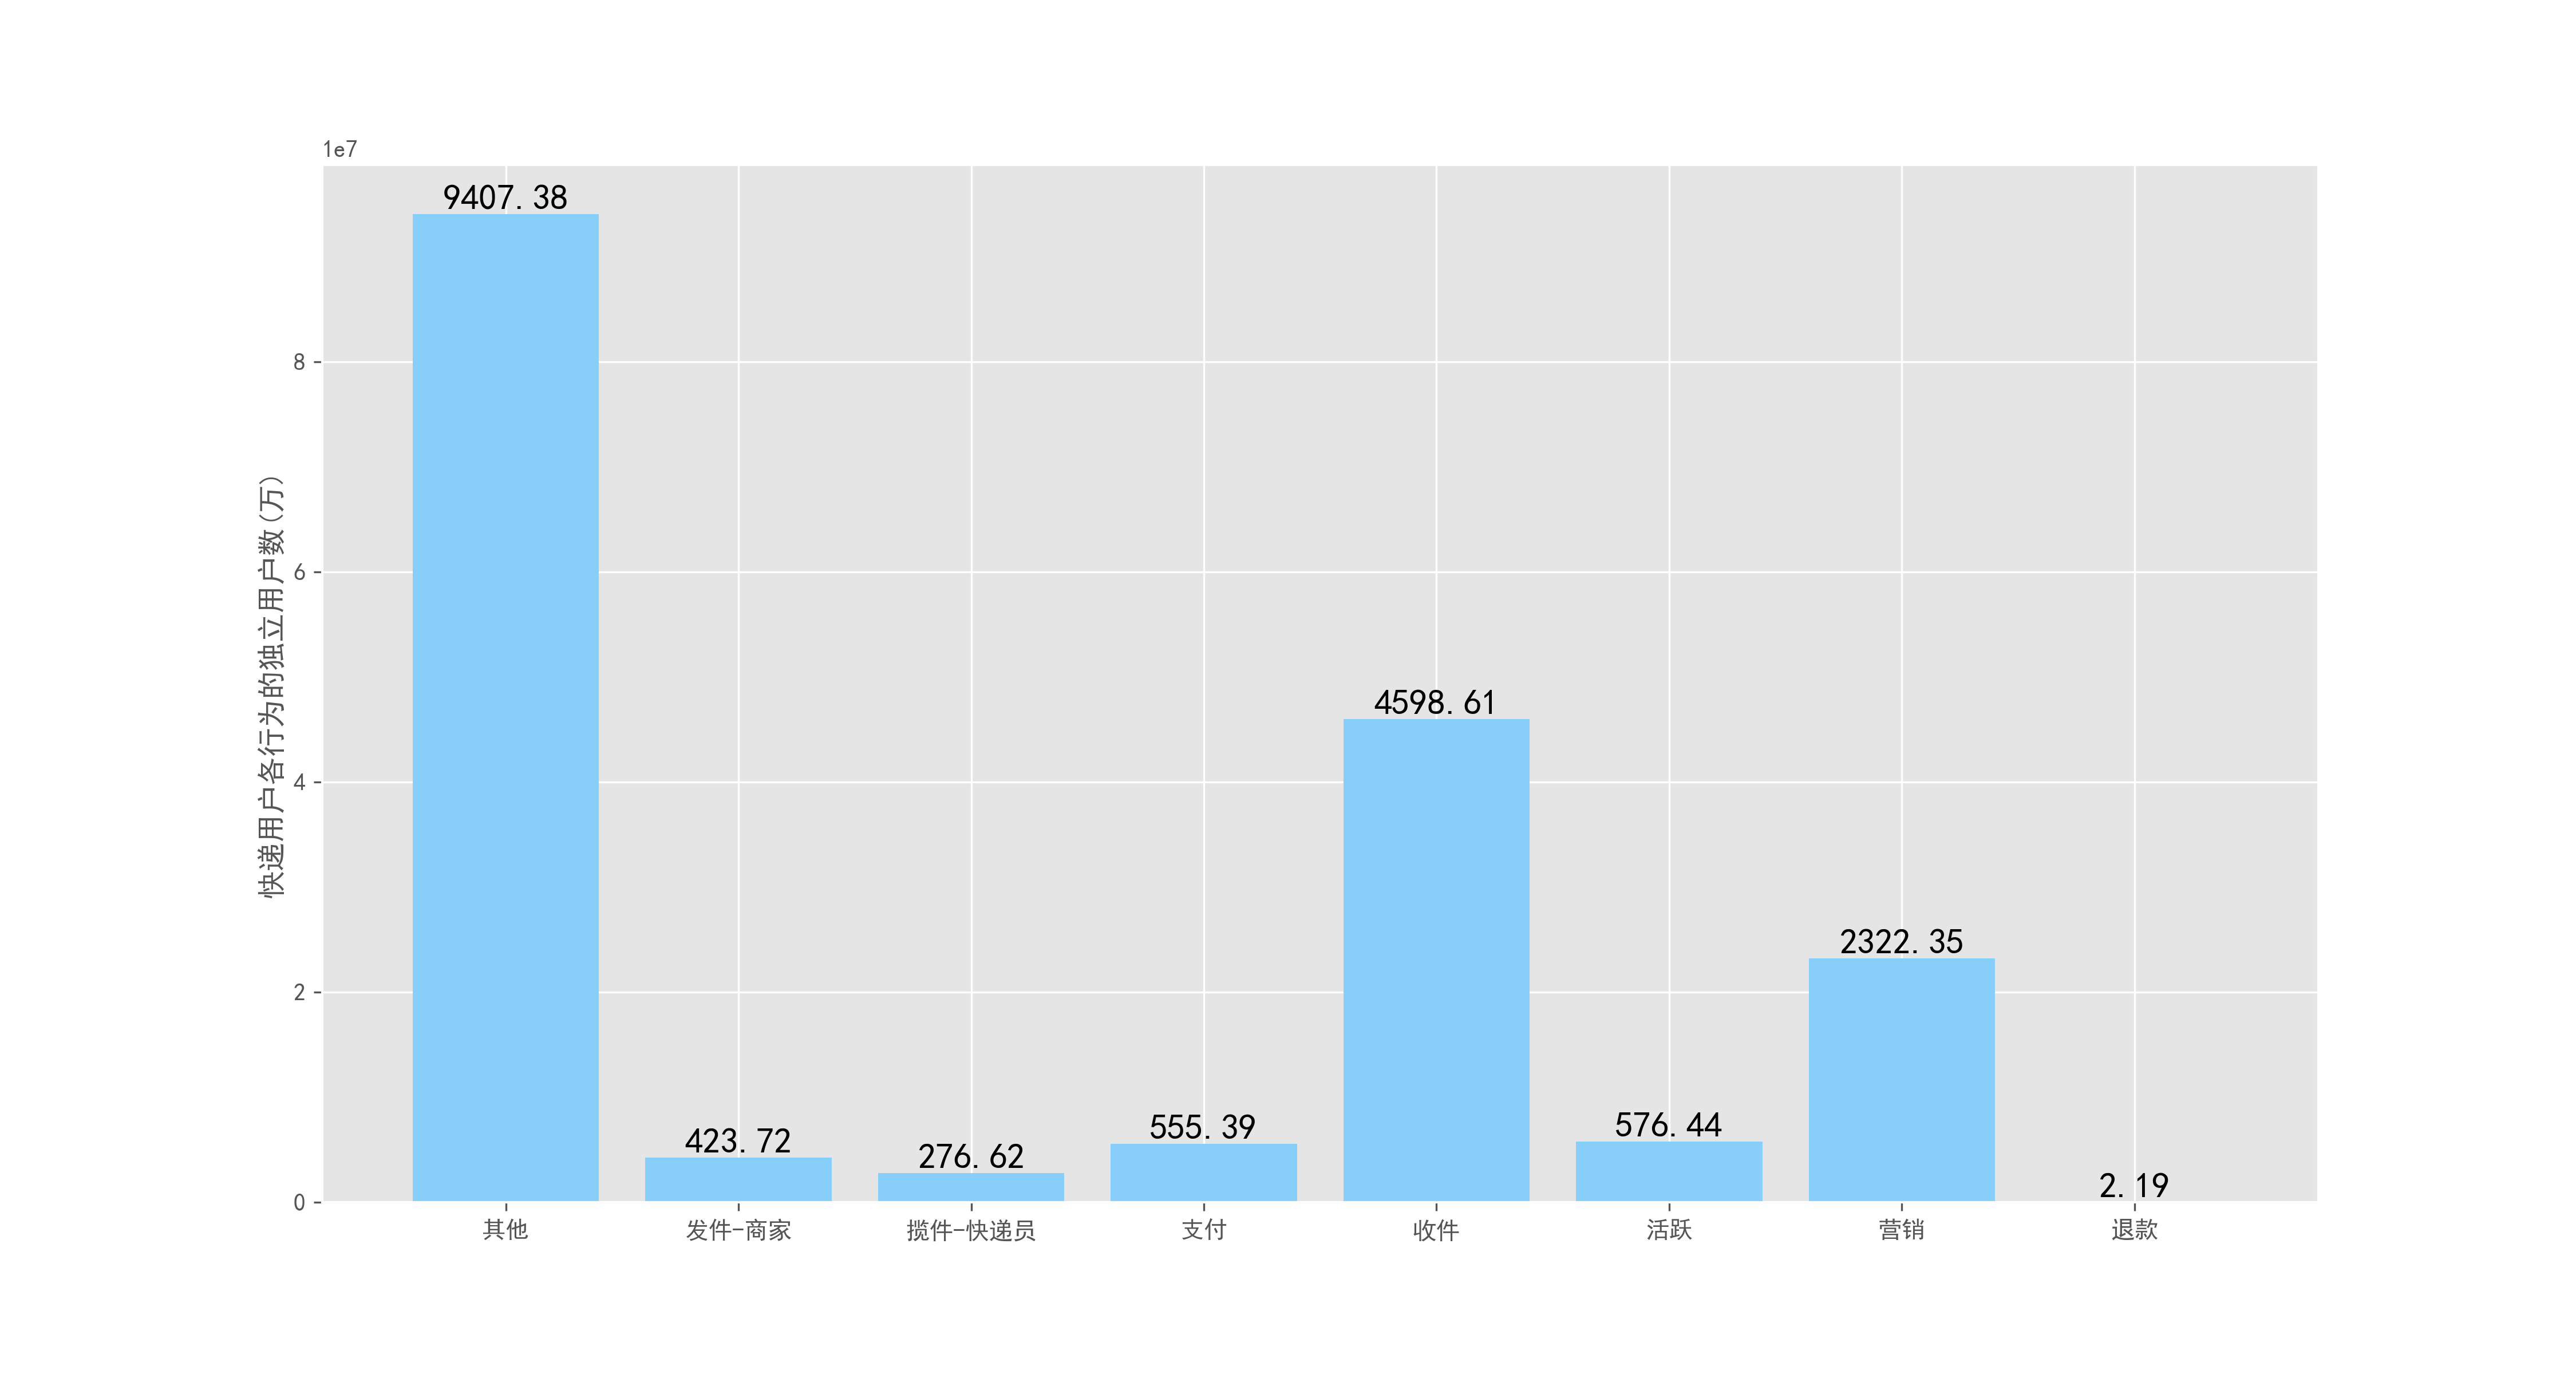 1e7
快递用户各行为的独立用户数(万)
8
6
4
2
0
9407.38
423.72
276.62
555.39
4598.61
576.44
2322.35
2.19
其他
发件-商家
揽件-快递员
支付
收件
活跃
营销
退款